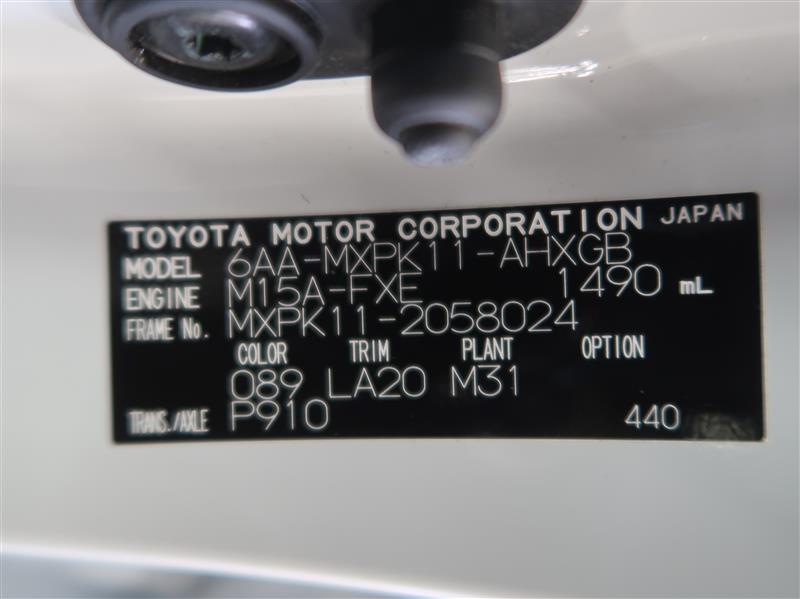 TOYOTA MOTOR CORPORATION JAPAN
MODEL 6AA-MXPK11-AHXGB
ENGINE M15A-FXE 1490 mL
FRAME No. MXPK11-2058024
COLOR TRIM PLANT OPTION
089 LA20 M31
TRANS./AXLE P910 440